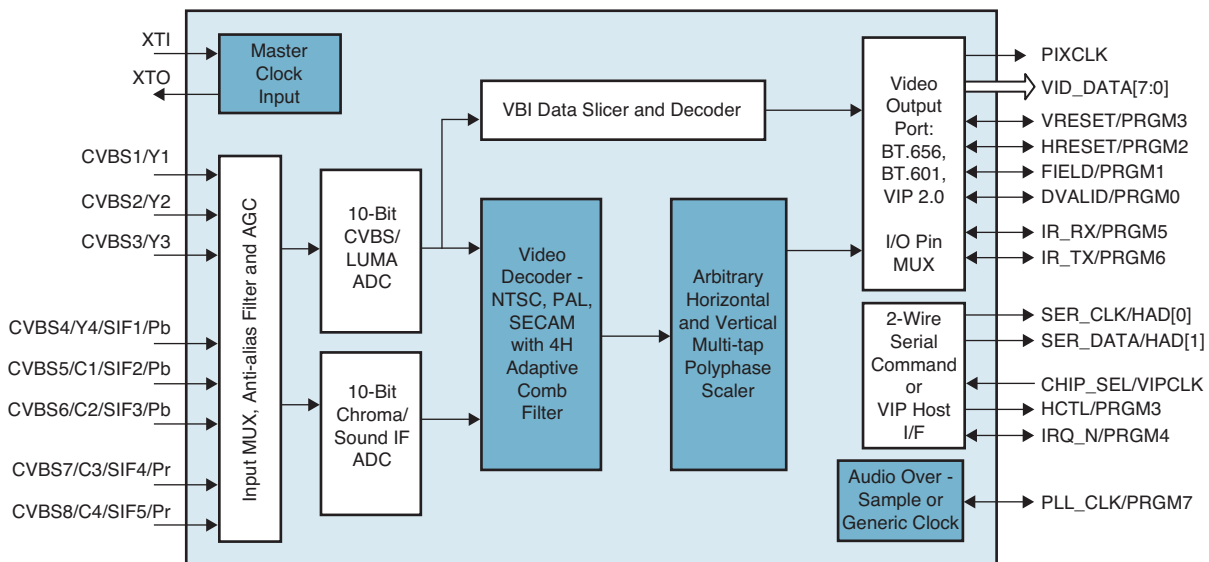 XTI
XTO
Master
Clock
Input
CVBS1/Y1
CVBS2/Y2
CVBS3/Y3
CVBS4/Y4/SIF1/Pb
CVBS5/C1/SIF2/Pb
CVBS6/C2/SIF3/Pb
CVBS7/C3/SIF4/Pr
CVBS8/C4/SIF5/Pr
Input MUX, Anti-alias Filter and AGC
10-Bit
CVBS/
LUMA
ADC
10-Bit
Chroma/
Sound IF
ADC
VBI Data Slicer and Decoder
Video
Decoder -
NTSC, PAL,
SECAM
with 4H
Adaptive
Comb
Filter
Arbitrary
Horizontal
and Vertical
Multi-tap
Polyphase
Scaler
Video
Output
Port:
BT.656,
BT.601,
VIP 2.0
I/O Pin
MUX
2-Wire
Serial
Command
or
VIP Host
I/F
Audio Over -
Sample or
Generic Clock
PIXCLK
VID_DATA[7:0]
VRESET/PRGM3
HRESET/PRGM2
FIELD/PRGM1
DVALID/PRGM0
IR_RX/PRGM5
IR_TX/PRGM6
SER_CLK/HAD[0]
SER_DATA/HAD[1]
CHIP_SEL/VIPCLK
HCTL/PRGM3
IRQ_N/PRGM4
PLL_CLK/PRGM7